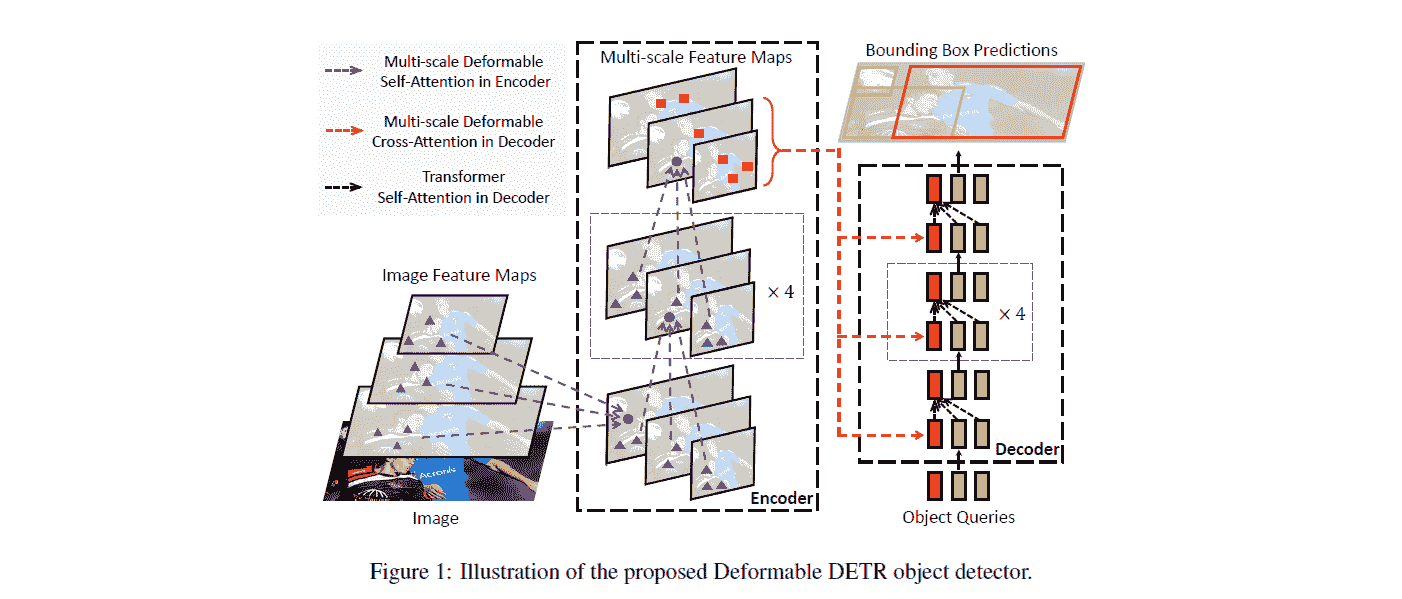 Multi-scale Deformable
Self-Attention in Encoder
Multi-scale Deformable
Cross-Attention in Decoder
Transformer
Self-Attention in Decoder
Image Feature Maps
Acronis
Image
Multi-scale Feature Maps
× 4
Encoder
Bounding Box Predictions
× 4
Decoder
Object Queries
Figure 1: Illustration of the proposed Deformable DETR object detector.